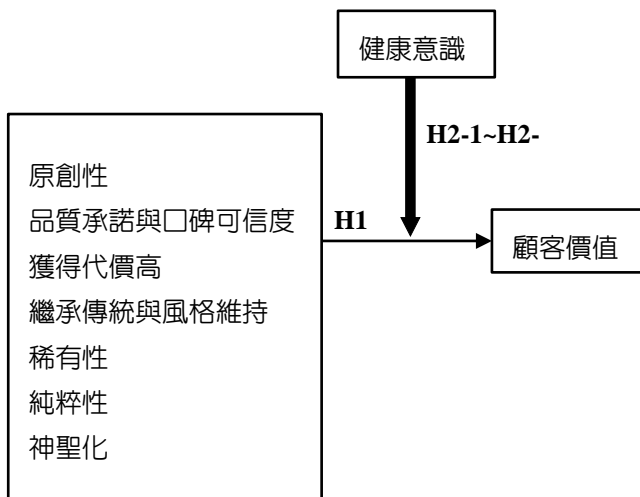 健康意識
H2-1~H2-
原創性
品質承諾與口碑可信度
H1
獲得代價高
顧客價值
繼承傳統與風格維持
稀有性
純粹性
神聖化